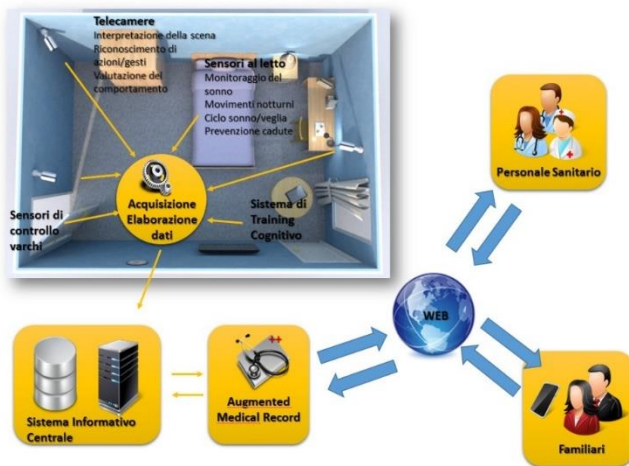 Telecamere
Interpretazione della scena
Riconoscimento di
azioni/gesti
Valutazione del
comportamento
Sensori al letto
Monitoraggio del
sonno
Movimenti notturni
Ciclo sonno/veglia
Prevenzione cadute
Acquisizione
Elaborazione
dati
Sensori di
controllo
varchi
Sistema di
Training
Cognitivo
Personale Sanitario
WEB
Sistema Informativo
Centrale
Augmented
Medical Record
Familiari